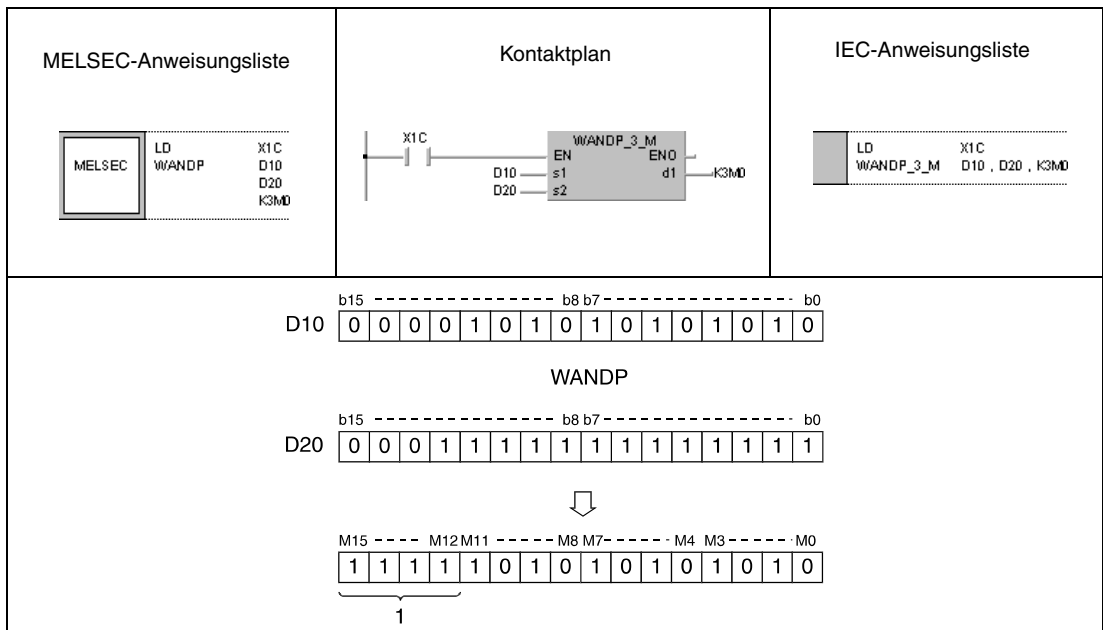 MELSEC-Anweisungsliste
Kontaktplan
IEC-Anweisungsliste
MELSEC
LD X1C
WANDP D10
D20
K3M0
X1C
WANDP_3_M
EN ENO
D10 s1 d1 K3M0
D20 s2
LD X1C
WANDP_3_M D10 , D20 , K3M0
b15 b8 b7 b0
D10 0 0 0 0 1 0 1 0 1 0 1 0 1 0 1 0
WANDP
b15 b8 b7 b0
D20 0 0 0 1 1 1 1 1 1 1 1 1 1 1 1 1
M15 M12 M11 M8 M7 M4 M3 M0
1 1 1 1 1 0 1 0 1 0 1 0 1 0 1 0
1